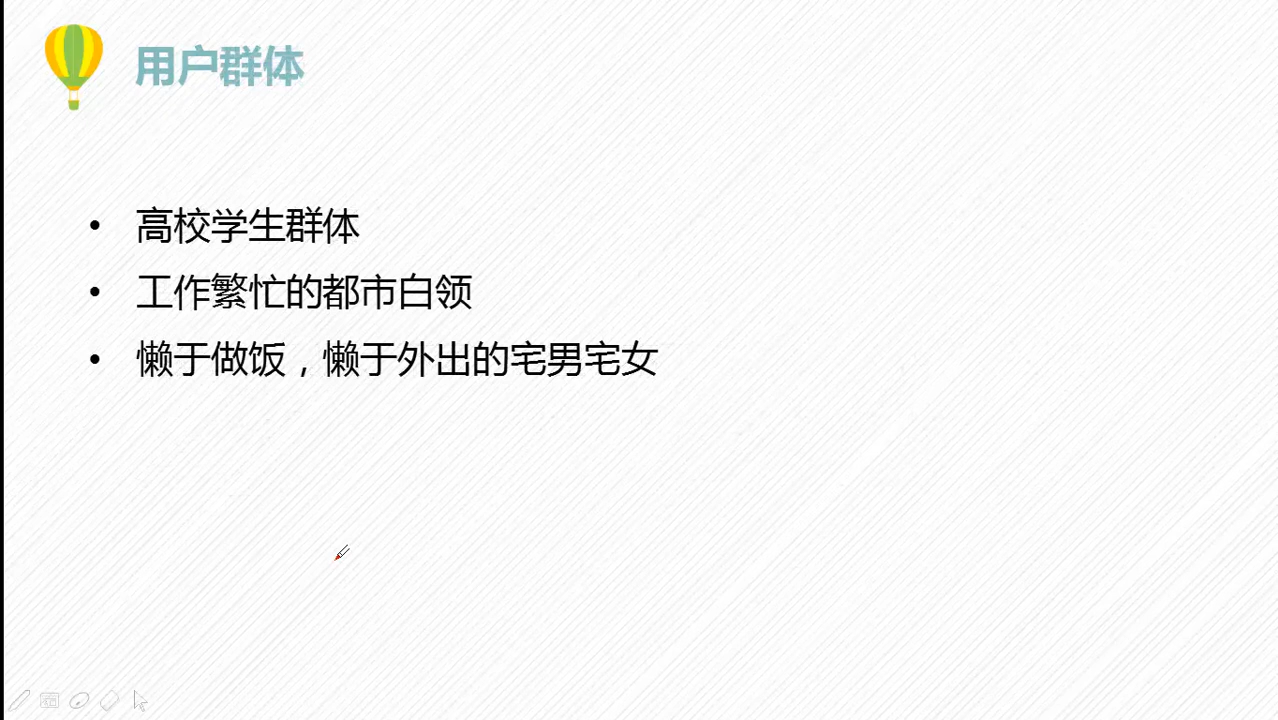 用户群体
• 高校学生群体
• 工作繁忙的都市白领
• 懒于做饭，懒于外出的宅男宅女